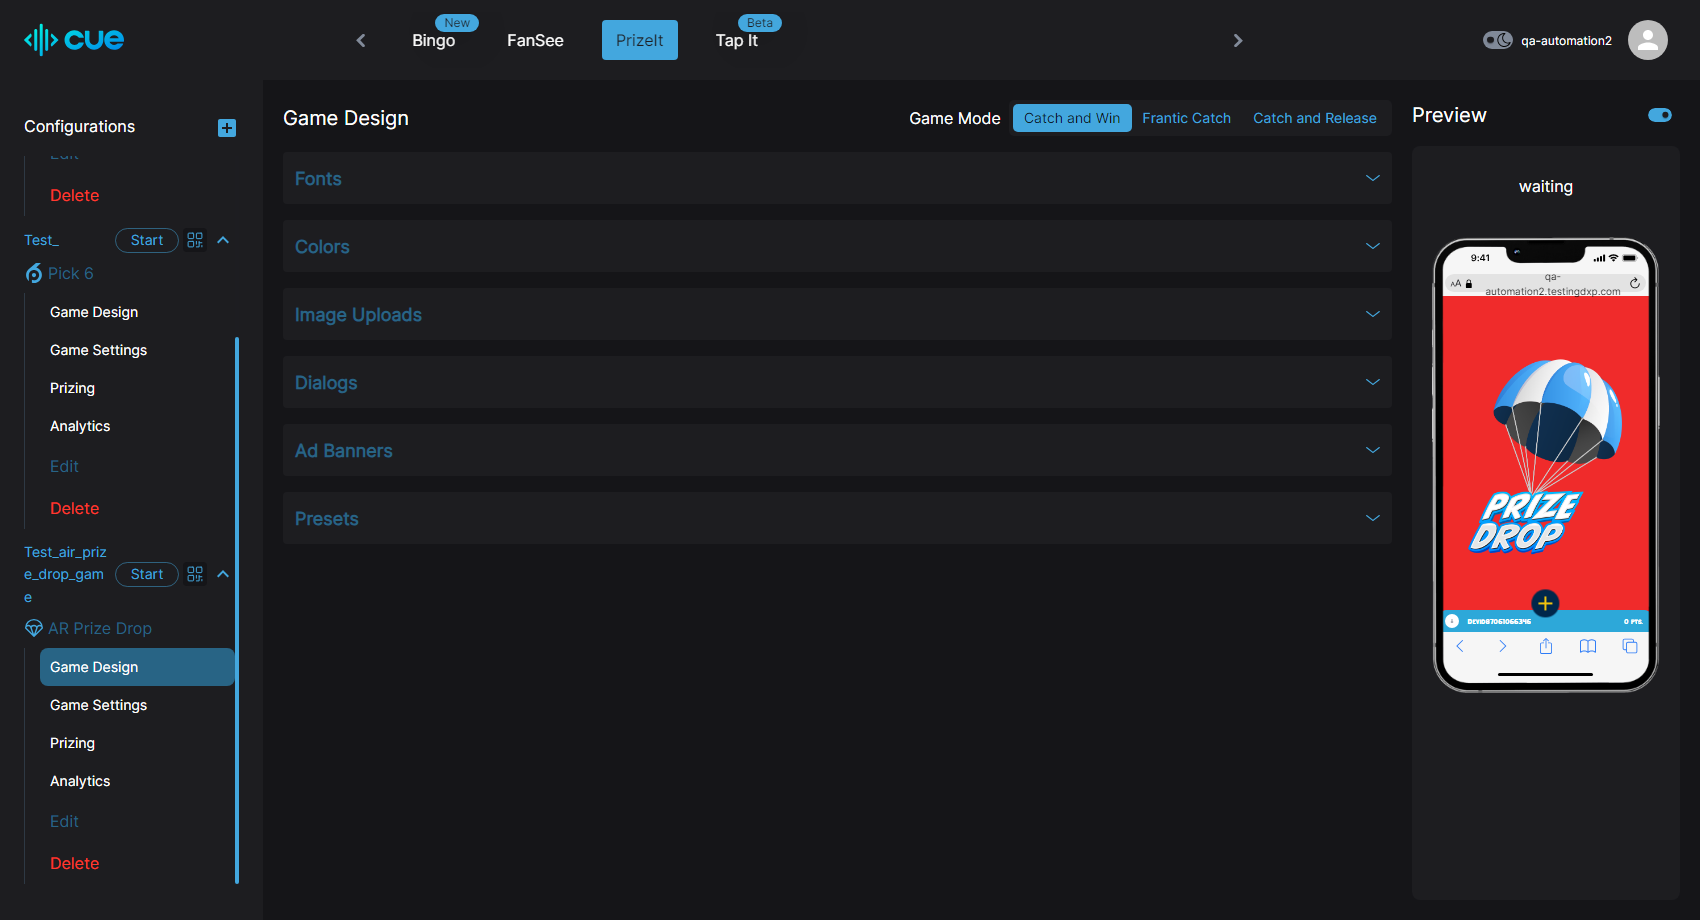 cue
New
Bingo
FanSee
PrizeIt
Beta
Tap It
qa-automation2
Configurations
Edit
Delete
Test_
Start
Pick 6
Game Design
Game Settings
Prizing
Analytics
Edit
Delete
Test_air_priz
e_drop_gam
e
Start
AR Prize Drop
Game Design
Game Settings
Prizing
Analytics
Edit
Delete
Game Design
Game Mode
Catch and Win
Frantic Catch
Catch and Release
Fonts
Colors
Image Uploads
Dialogs
Ad Banners
Presets
Preview
waiting
9:41
AA
qa-
automation2.testingdxp.com
PRIZE
DROP
0 PTS.